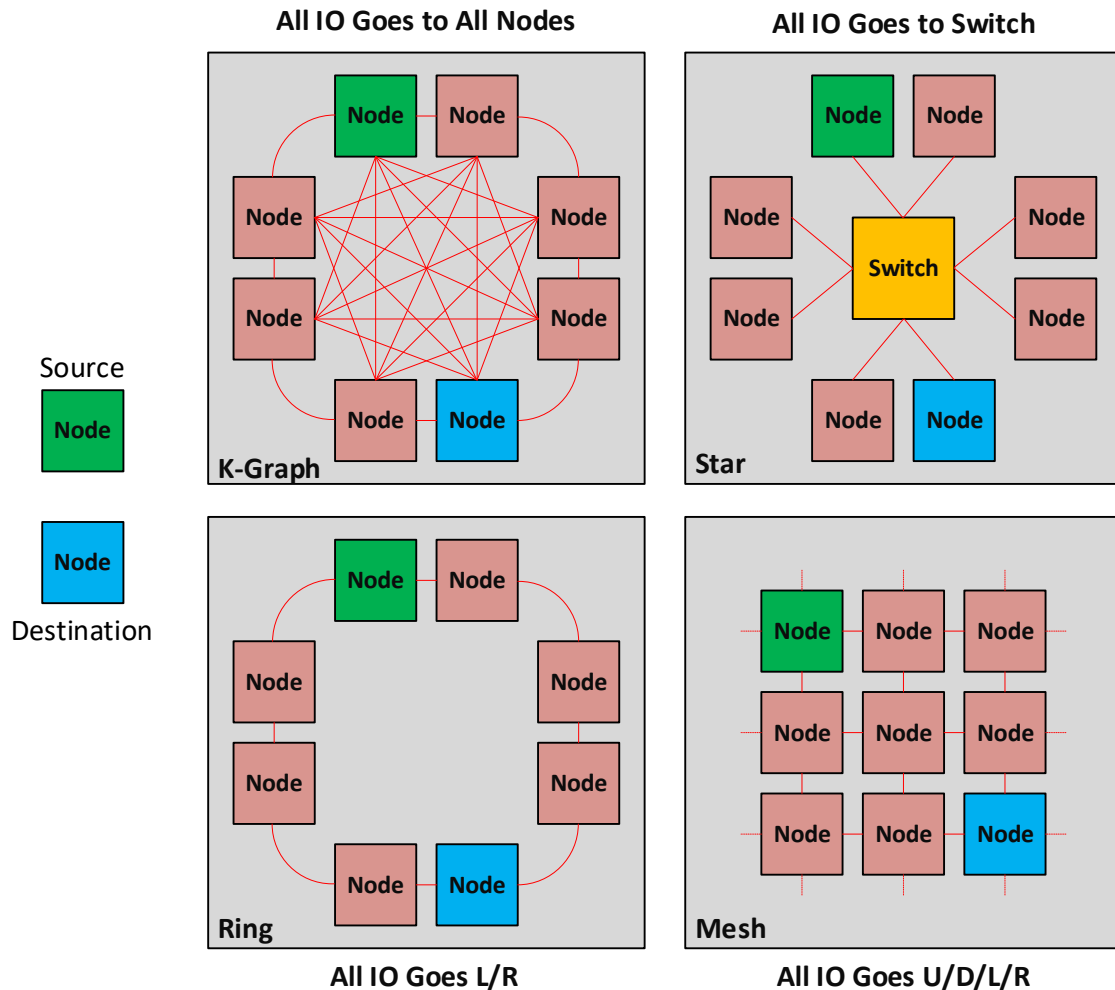 All IO Goes to All Nodes
All IO Goes to Switch
Node Node
Node Node
Node Node
Node Node
K-Graph
Node Node
Node Node
Switch
Node Node
Node Node
Star
Source
Node
Node
Destination
Node Node
Node Node
Node Node
Node Node
Ring
Node Node Node
Node Node Node
Node Node Node
Mesh
All IO Goes L/R
All IO Goes U/D/L/R